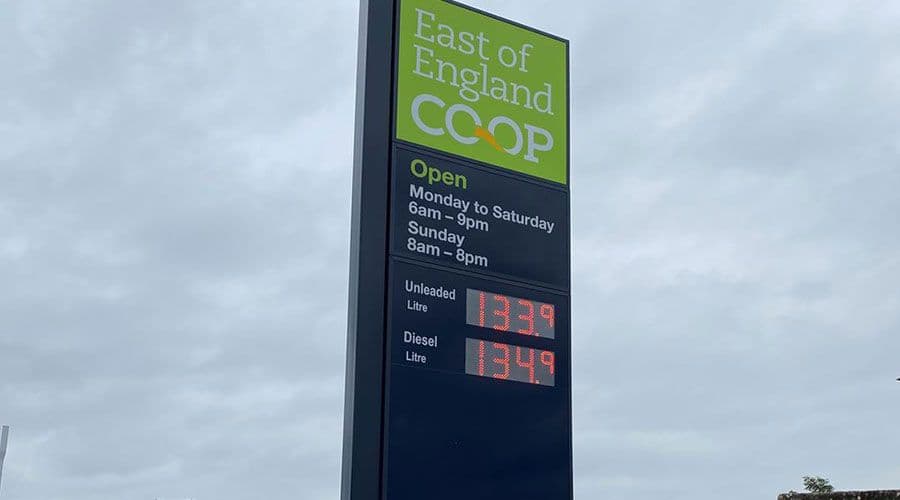 East of
England
COOP
Open
Monday to Saturday
6am – 9pm
Sunday
8am – 8pm
Unleaded
Litre
133.9
Diesel
Litre
134.9